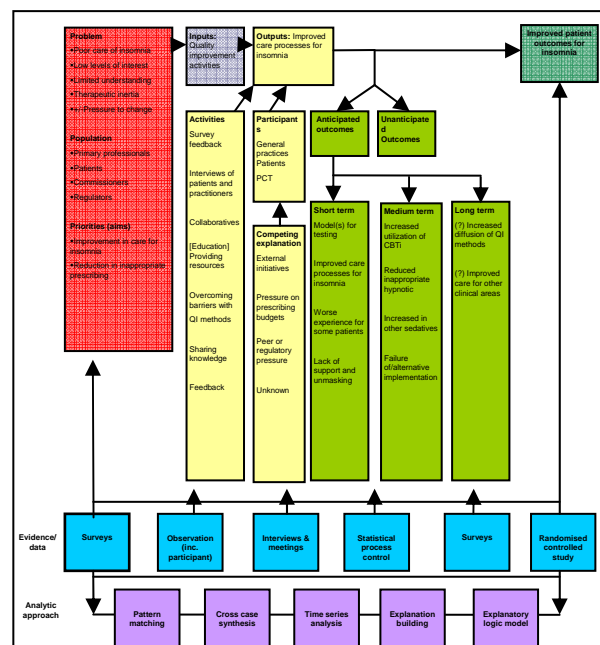 Problem
•Poor care of insomnia
•Low levels of interest
•Limited understanding
•Therapeutic inertia
•+/- Pressure to change
Population
•Primary professionals
•Patients
•Commissioners
•Regulators
Priorities (aims)
•Improvement in care for
insomnia
•Reduction in inappropriate
prescribing
Inputs:
Quality
improvement
activities
Outputs: Improved
care processes for
insomnia
Improved patient
outcomes for
insomnia
Activities
Survey
feedback
Interviews of
patients and
practitioners
Collaboratives
[Education]
Providing
resources
Overcoming
barriers with
QI methods
Sharing
knowledge
Feedback
Participant
s
General
practices
Patients
PCT
Competing
explanation
External
initiatives
Pressure on
prescribing
budgets
Peer or
regulatory
pressure
Unknown
Anticipated
outcomes
Unanticipate
d Outcomes
Short term
Model(s) for
testing
Improved care
processes for
insomnia
Worse
experience for
some patients
Lack of
support and
unmasking
Medium term
Increased
utilization of
CBTi
Reduced
inappropriate
hypnotic
Increased in
other sedatives
Failure
of/alternative
implementation
Long term
(?) Increased
diffusion of QI
methods
(?) Improved
care for other
clinical areas
Evidence/
data
Surveys
Observation
(inc.
participant)
Interviews &
meetings
Statistical
process
control
Surveys
Randomised
controlled
study
Analytic
approach
Pattern
matching
Cross case
synthesis
Time series
analysis
Explanation
building
Explanatory
logic model